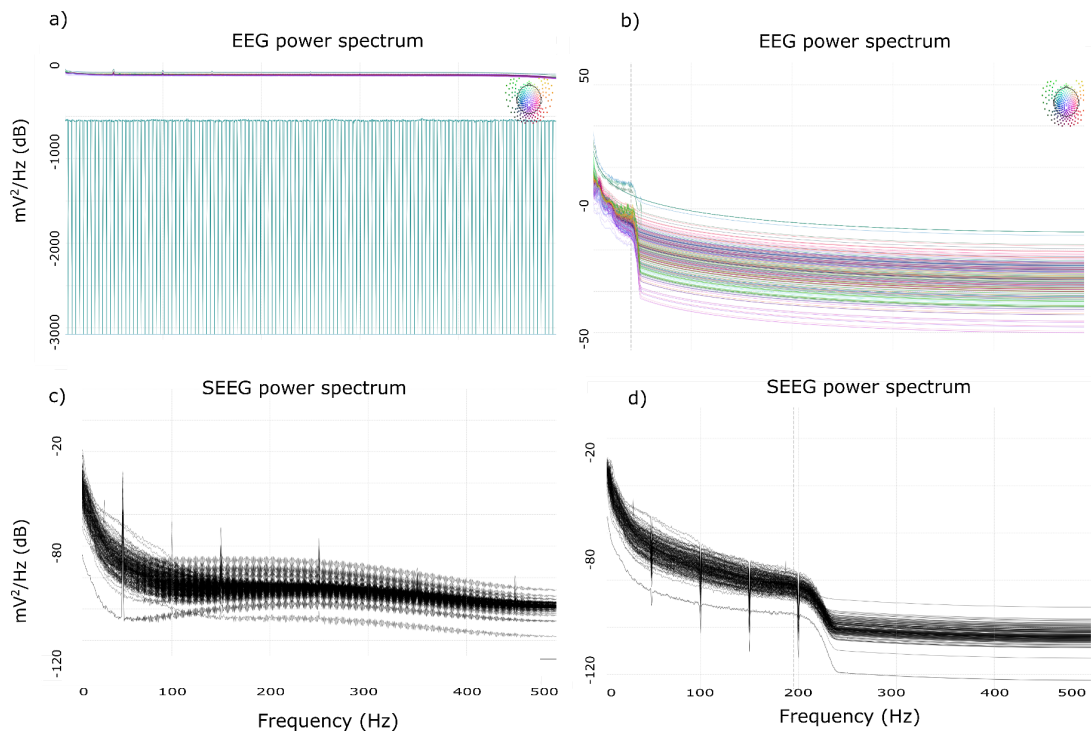 a)
EEG power spectrum
0
-1000
-2000
-3000
mV²/Hz (dB)
b)
EEG power spectrum
50
-0
-50
c)
SEEG power spectrum
-20
-80
-120
mV²/Hz (dB)
0 100 200 300 400 500
Frequency (Hz)
d)
SEEG power spectrum
-20
-80
-120
0 100 200 300 400 500
Frequency (Hz)